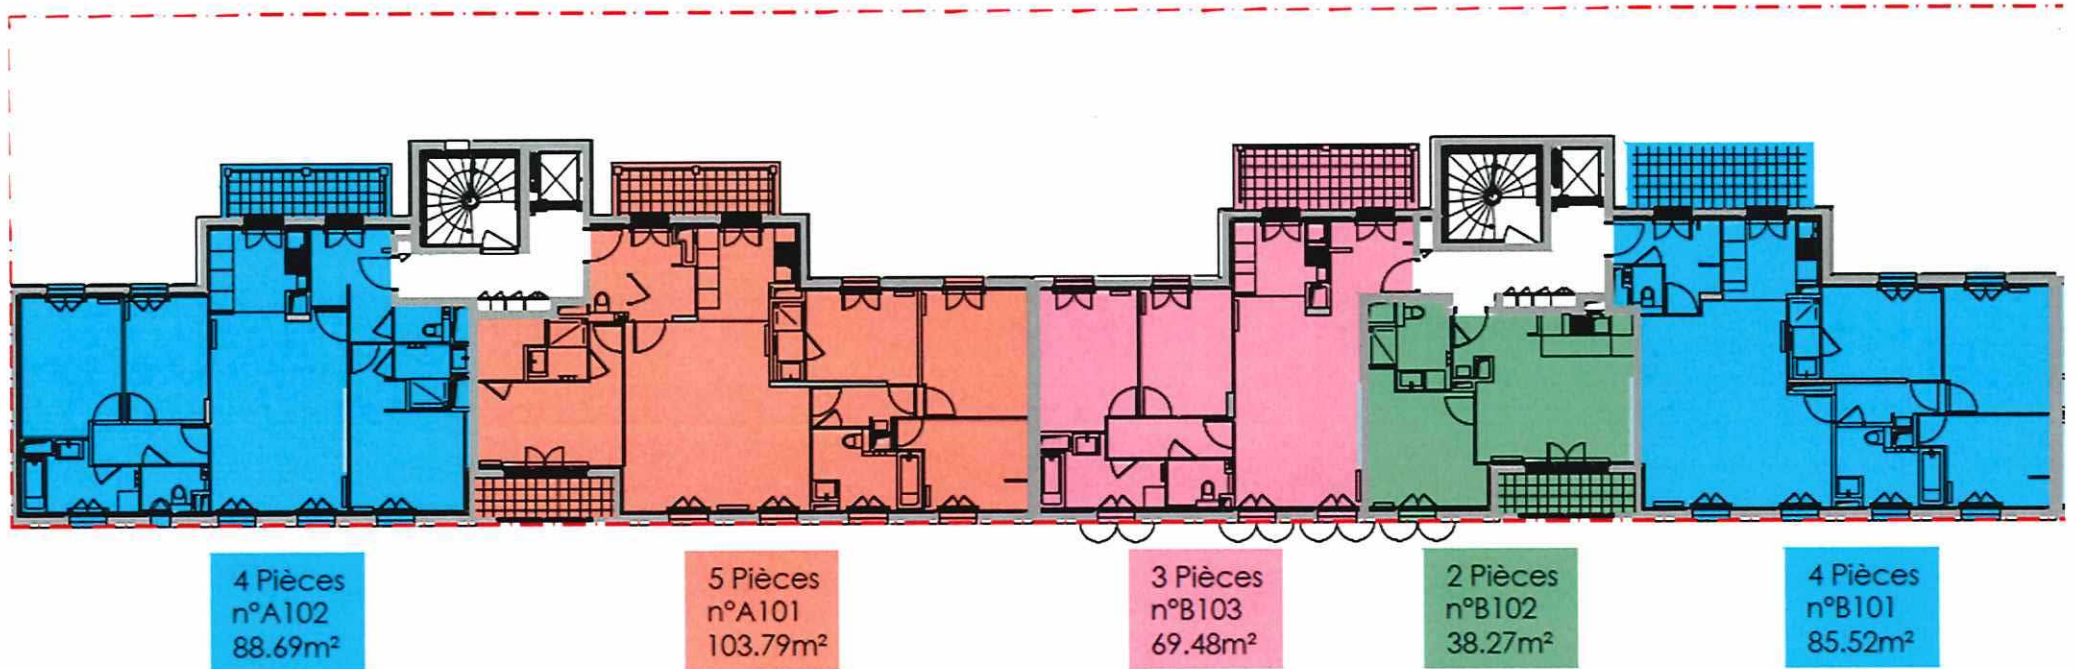 4 Pièces
n°A102
88.69m²
5 Pièces
n°A101
103.79m²
3 Pièces
n°B103
69.48m²
2 Pièces
n°B102
38.27m²
4 Pièces
n°B101
85.52m²